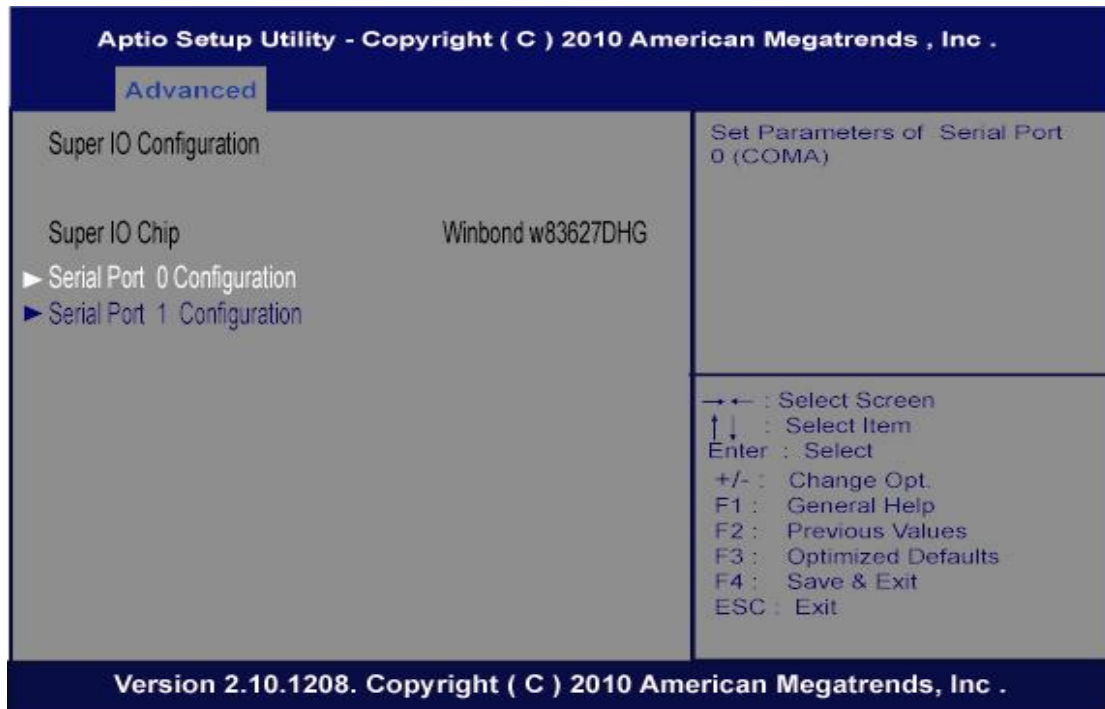 Aptio Setup Utility - Copyright ( C ) 2010 American Megatrends , Inc .
Advanced
Super IO Configuration
Super IO Chip Winbond w83627DHG
► Serial Port 0 Configuration
► Serial Port 1 Configuration
Set Parameters of Serial Port
0 (COMA)
→ ← : Select Screen
↑ ↓ : Select Item
Enter : Select
+/- : Change Opt.
F1 : General Help
F2 : Previous Values
F3 : Optimized Defaults
F4 : Save & Exit
ESC : Exit
Version 2.10.1208. Copyright ( C ) 2010 American Megatrends, Inc .